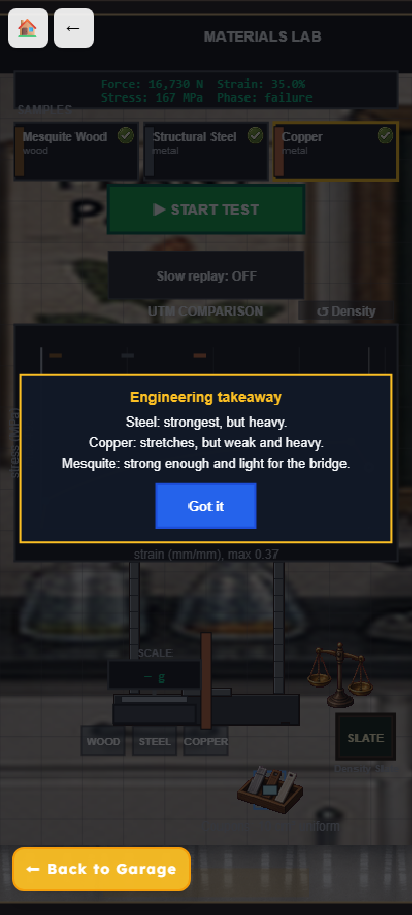 MATERIALS LAB
Force: 16,730 N Strain: 35.0%
Stress: 167 MPa Phase: failure
SAMPLES
Mesquite Wood
wood
Structural Steel
metal
Copper
metal
▶ START TEST
Slow replay: OFF
UTM COMPARISON
↺ Density
Engineering takeaway
Steel: strongest, but heavy.
Copper: stretches, but weak and heavy.
Mesquite: strong enough and light for the bridge.
Got it
stress (MPa)
strain (mm/mm), max 0.37
SCALE
— g
WOOD
STEEL
COPPER
SLATE
← Back to Garage